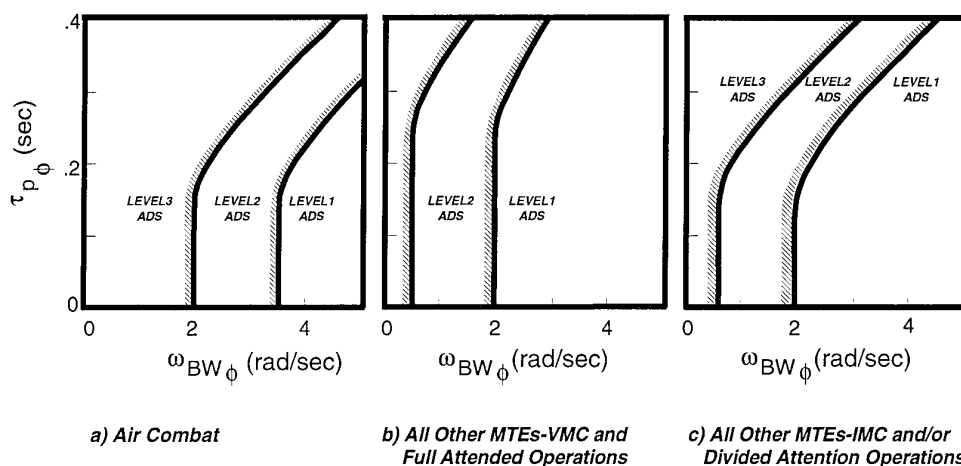 .4
.2
0
τpϕ (sec)
LEVEL3
ADS
LEVEL2
ADS
LEVEL1
ADS
0
2
4
ωBWϕ (rad/sec)
a) Air Combat
LEVEL2
ADS
LEVEL1
ADS
0
2
4
ωBWϕ (rad/sec)
b) All Other MTEs-VMC and
Full Attended Operations
LEVEL3
ADS
LEVEL2
ADS
LEVEL1
ADS
0
2
4
ωBWϕ (rad/sec)
c) All Other MTEs-IMC and/or
Divided Attention Operations